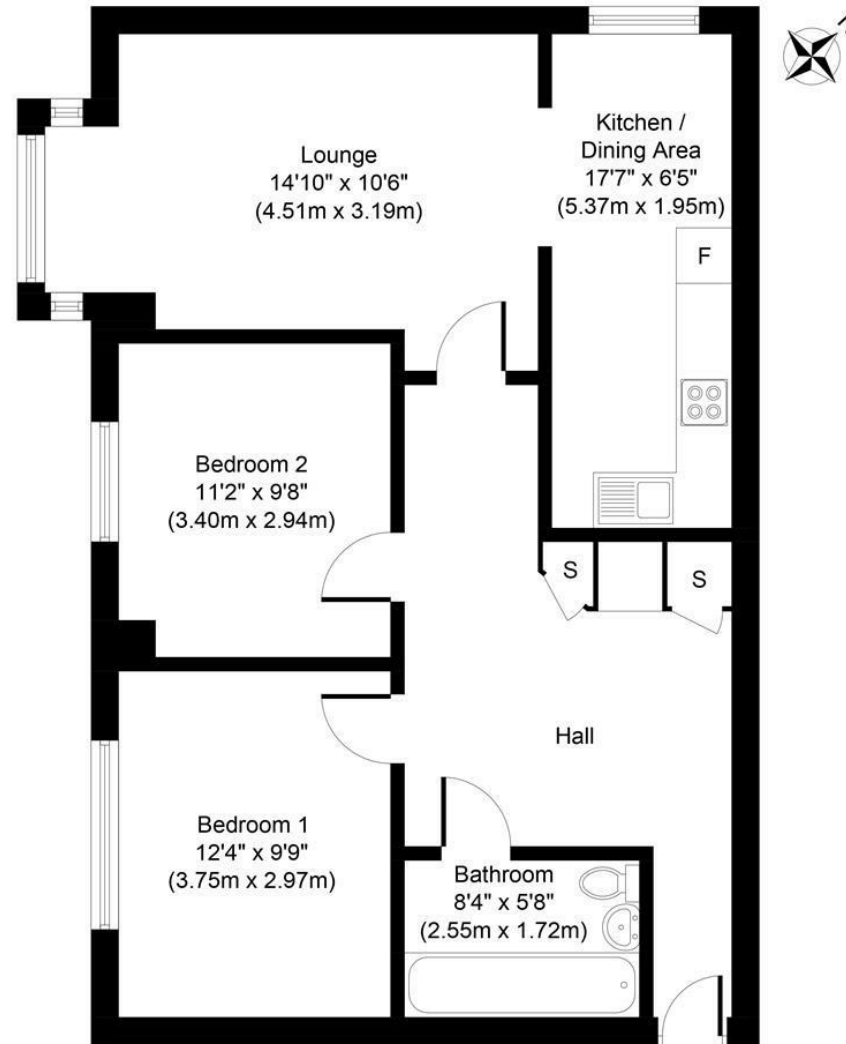 Lounge
14'10" x 10'6"
(4.51m x 3.19m)
Kitchen /
Dining Area
17'7" x 6'5"
(5.37m x 1.95m)
F
Bedroom 2
11'2" x 9'8"
(3.40m x 2.94m)
S
S
Hall
Bedroom 1
12'4" x 9'9"
(3.75m x 2.97m)
Bathroom
8'4" x 5'8"
(2.55m x 1.72m)